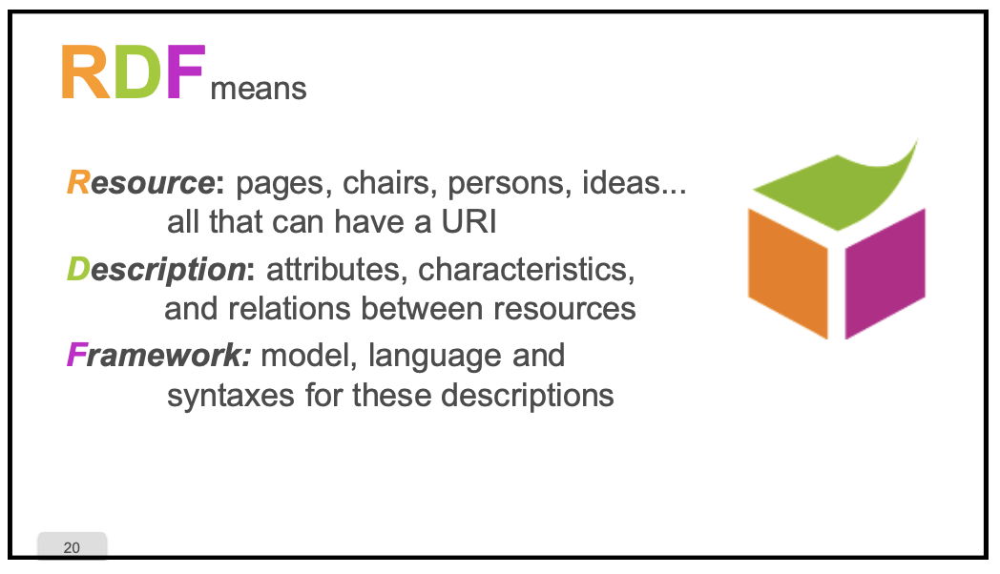 RDF means
Resource: pages, chairs, persons, ideas...
all that can have a URI
Description: attributes, characteristics,
and relations between resources
Framework: model, language and
syntaxes for these descriptions
20